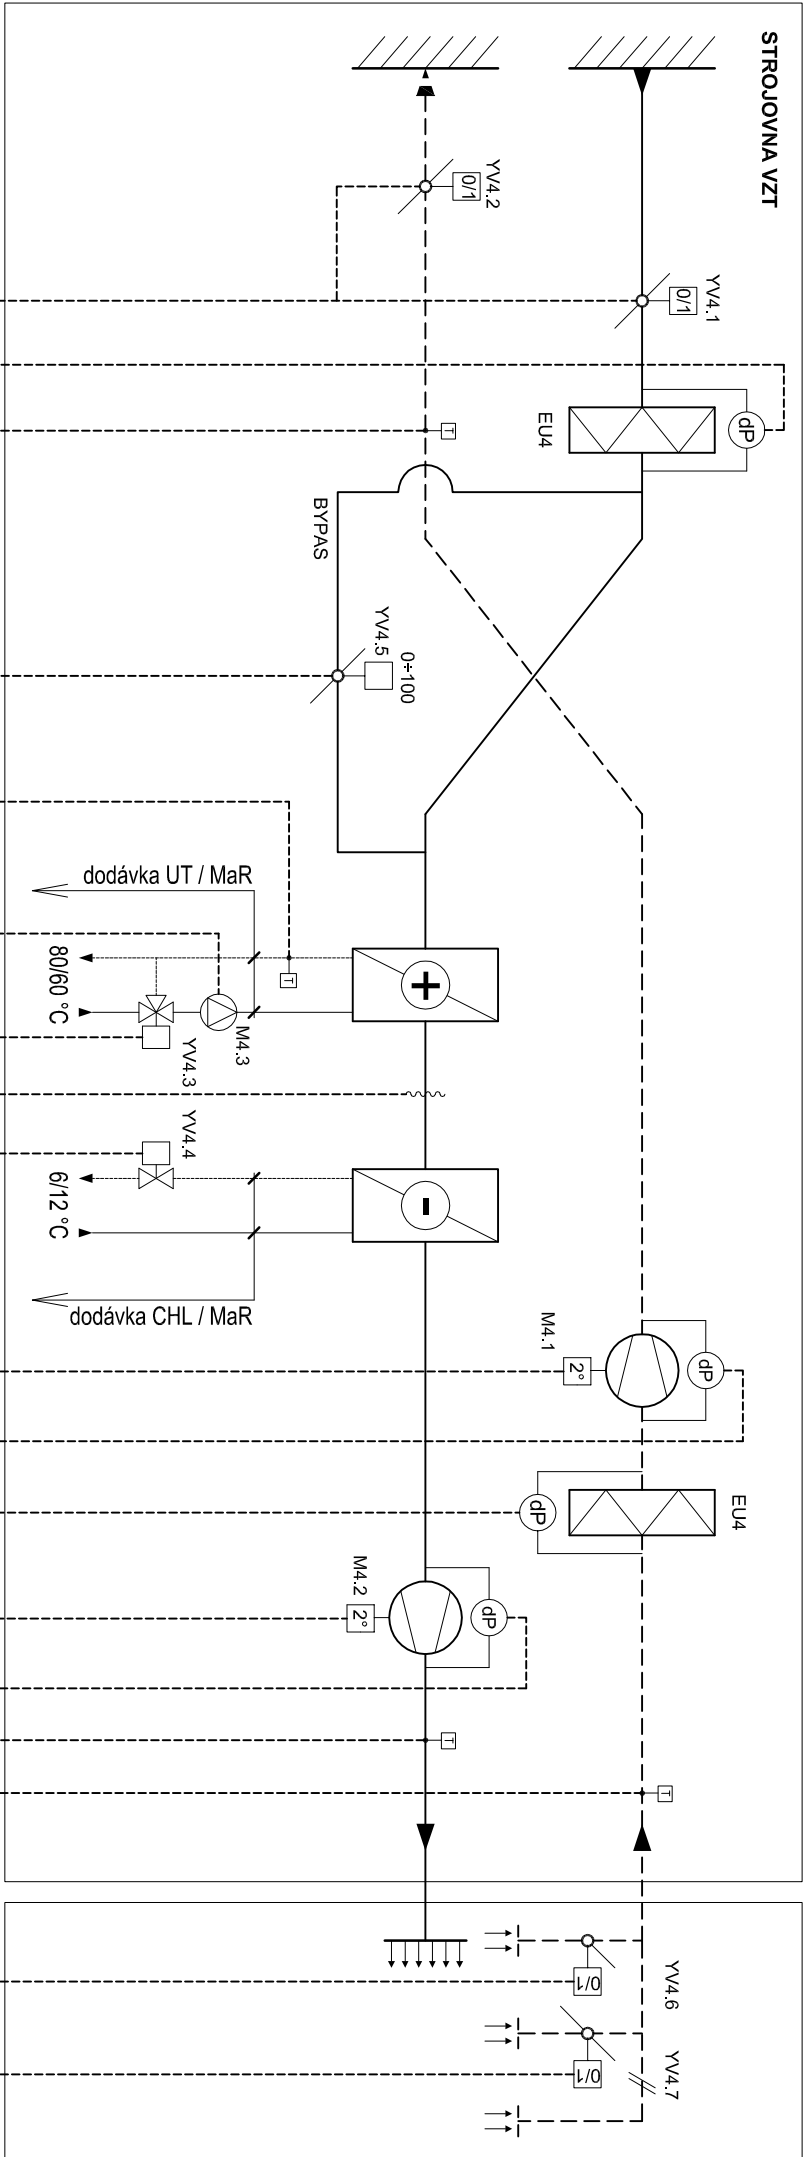 STROJOVNA VZT
YV4.2
0/1
YV4.1
0/1
dP
EU4
T
BYPAS
YV4.5
0÷100
dodávka UT / MaR
80/60 °C
T
M4.3
YV4.3
+
YV4.4
6/12 °C
-
dodávka CHL / MaR
M4.1
2°
dP
dP
EU4
M4.2
2°
dP
T
T
YV4.6
0/1
YV4.7
0/1